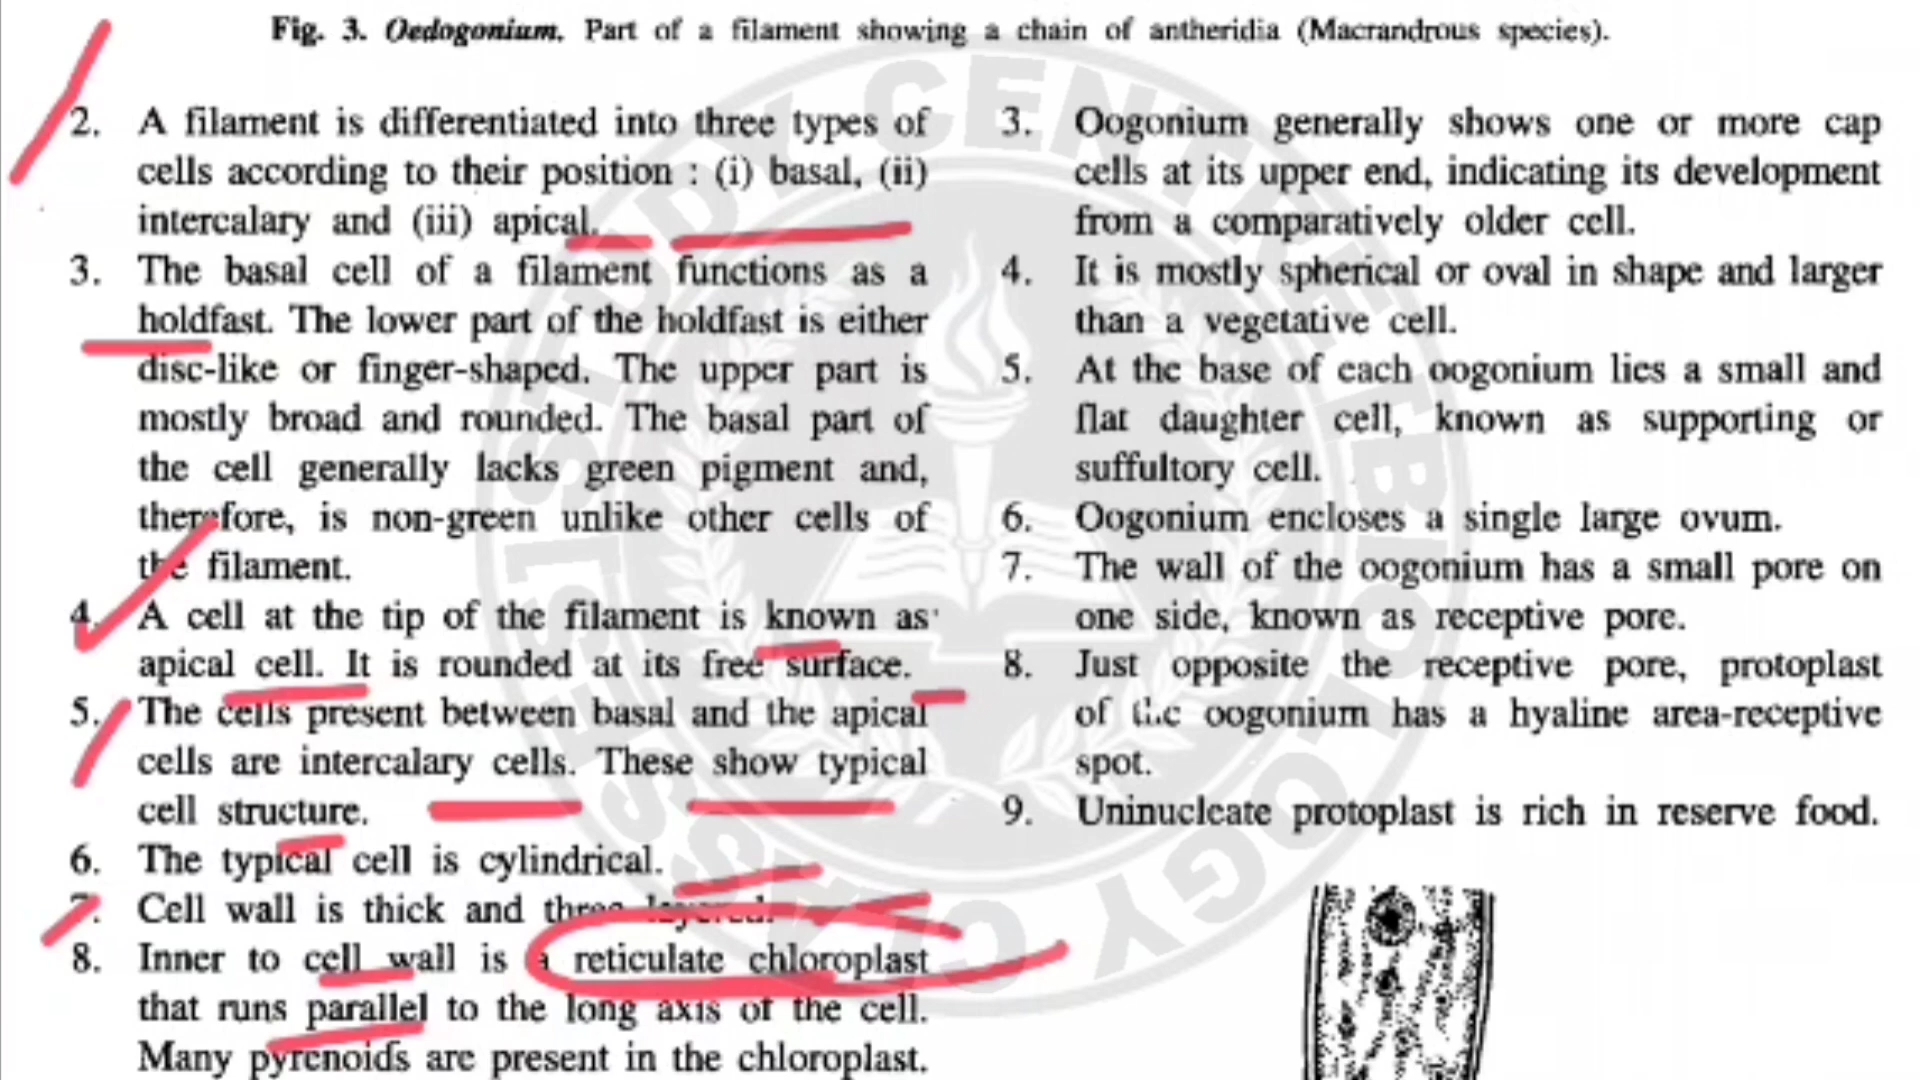 Fig. 3. Oedogonium. Part of a filament showing a chain of antheridia (Macrandrous species).
2. A filament is differentiated into three types of
cells according to their position : (i) basal, (ii)
intercalary and (iii) apical.
3. The basal cell of a filament functions as a
holdfast. The lower part of the holdfast is either
disc-like or finger-shaped. The upper part is
mostly broad and rounded. The basal part of
the cell generally lacks green pigment and,
therefore, is non-green unlike other cells of
the filament.
4. A cell at the tip of the filament is known as
apical cell. It is rounded at its free surface.
5. The cells present between basal and the apical
cells are intercalary cells. These show typical
cell structure.
6. The typical cell is cylindrical.
7. Cell wall is thick and three layered.
8. Inner to cell wall is a reticulate chloroplast
that runs parallel to the long axis of the cell.
Many pyrenoids are present in the chloroplast.
3. Oogonium generally shows one or more cap
cells at its upper end, indicating its development
from a comparatively older cell.
4. It is mostly spherical or oval in shape and larger
than a vegetative cell.
5. At the base of each oogonium lies a small and
flat daughter cell, known as supporting or
suffultory cell.
6. Oogonium encloses a single large ovum.
7. The wall of the oogonium has a small pore on
one side, known as receptive pore.
8. Just opposite the receptive pore, protoplast
of the oogonium has a hyaline area-receptive
spot.
9. Uninucleate protoplast is rich in reserve food.
STUDY CENTRE BIOLOGY CLASSES